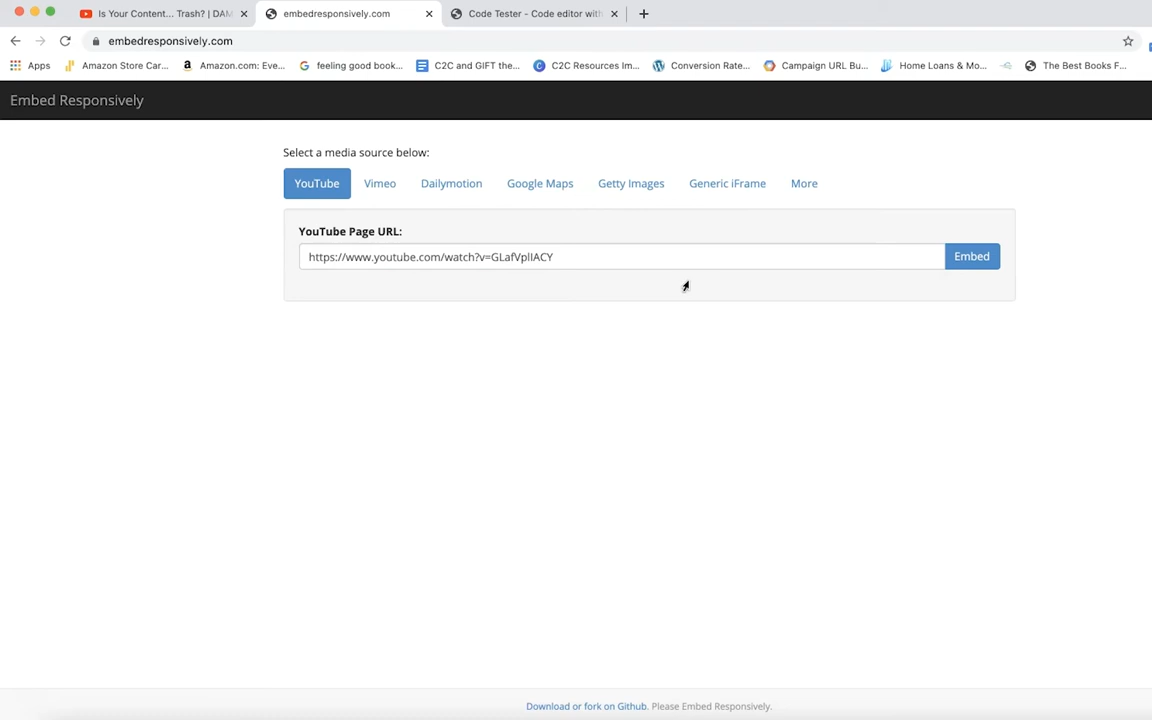 Is Your Content... Trash? | DAM
embedresponsively.com
Code Tester - Code editor with
embedresponsively.com
Apps
Amazon Store Car...
Amazon.com: Eve...
feeling good book...
C2C and GIFT the...
C2C Resources Im...
Conversion Rate...
Campaign URL Bu...
Home Loans & Mo...
The Best Books F...
Embed Responsively
Select a media source below:
YouTube
Vimeo
Dailymotion
Google Maps
Getty Images
Generic iFrame
More
YouTube Page URL:
https://www.youtube.com/watch?v=GLafVplIACY
Embed
Download or fork on Github. Please Embed Responsively.